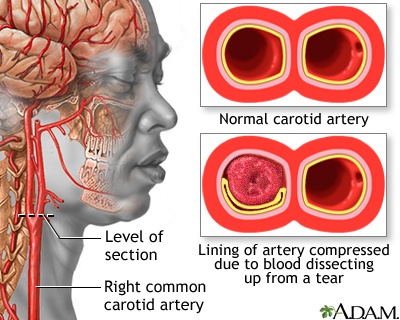 Normal carotid artery
Level of
section
Lining of artery compressed
due to blood dissecting
up from a tear
Right common
carotid artery
ADAM.